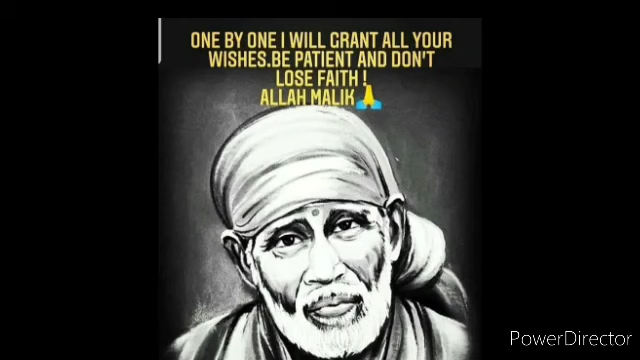 ONE BY ONE I WILL GRANT ALL YOUR
WISHES.BE PATIENT AND DON'T
LOSE FAITH !
ALLAH MALIK🙏
PowerDirector